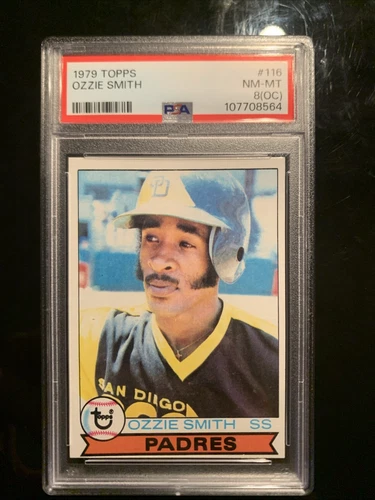 1979 TOPPS #116
OZZIE SMITH NM-MT
8(OC)
PSA 107708564
SAN DIEGO
Topps
OZZIE SMITH SS
PADRES